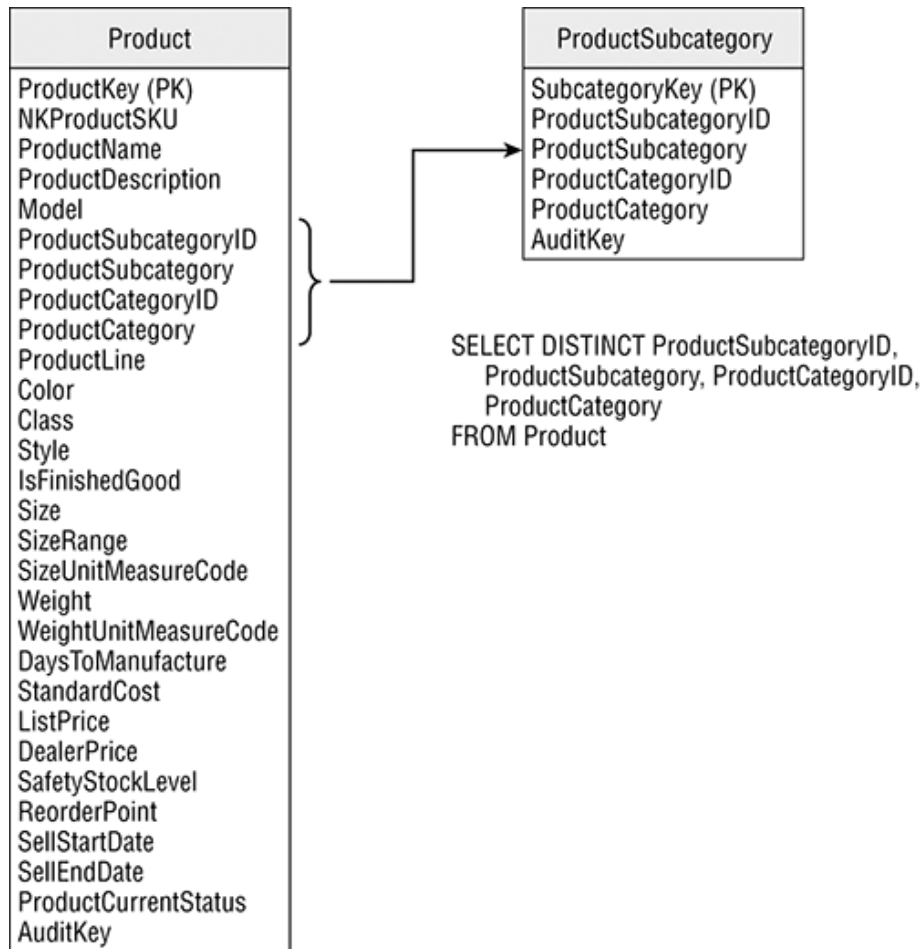 Product
ProductKey (PK)
NKProductSKU
ProductName
ProductDescription
Model
ProductSubcategoryID
ProductSubcategory
ProductCategoryID
ProductCategory
ProductLine
Color
Class
Style
IsFinishedGood
Size
SizeRange
SizeUnitMeasureCode
Weight
WeightUnitMeasureCode
DaysToManufacture
StandardCost
ListPrice
DealerPrice
SafetyStockLevel
ReorderPoint
SellStartDate
SellEndDate
ProductCurrentStatus
AuditKey
ProductSubcategory
SubcategoryKey (PK)
ProductSubcategoryID
ProductSubcategory
ProductCategoryID
ProductCategory
AuditKey
SELECT DISTINCT ProductSubcategoryID,
ProductSubcategory, ProductCategoryID,
ProductCategory
FROM Product